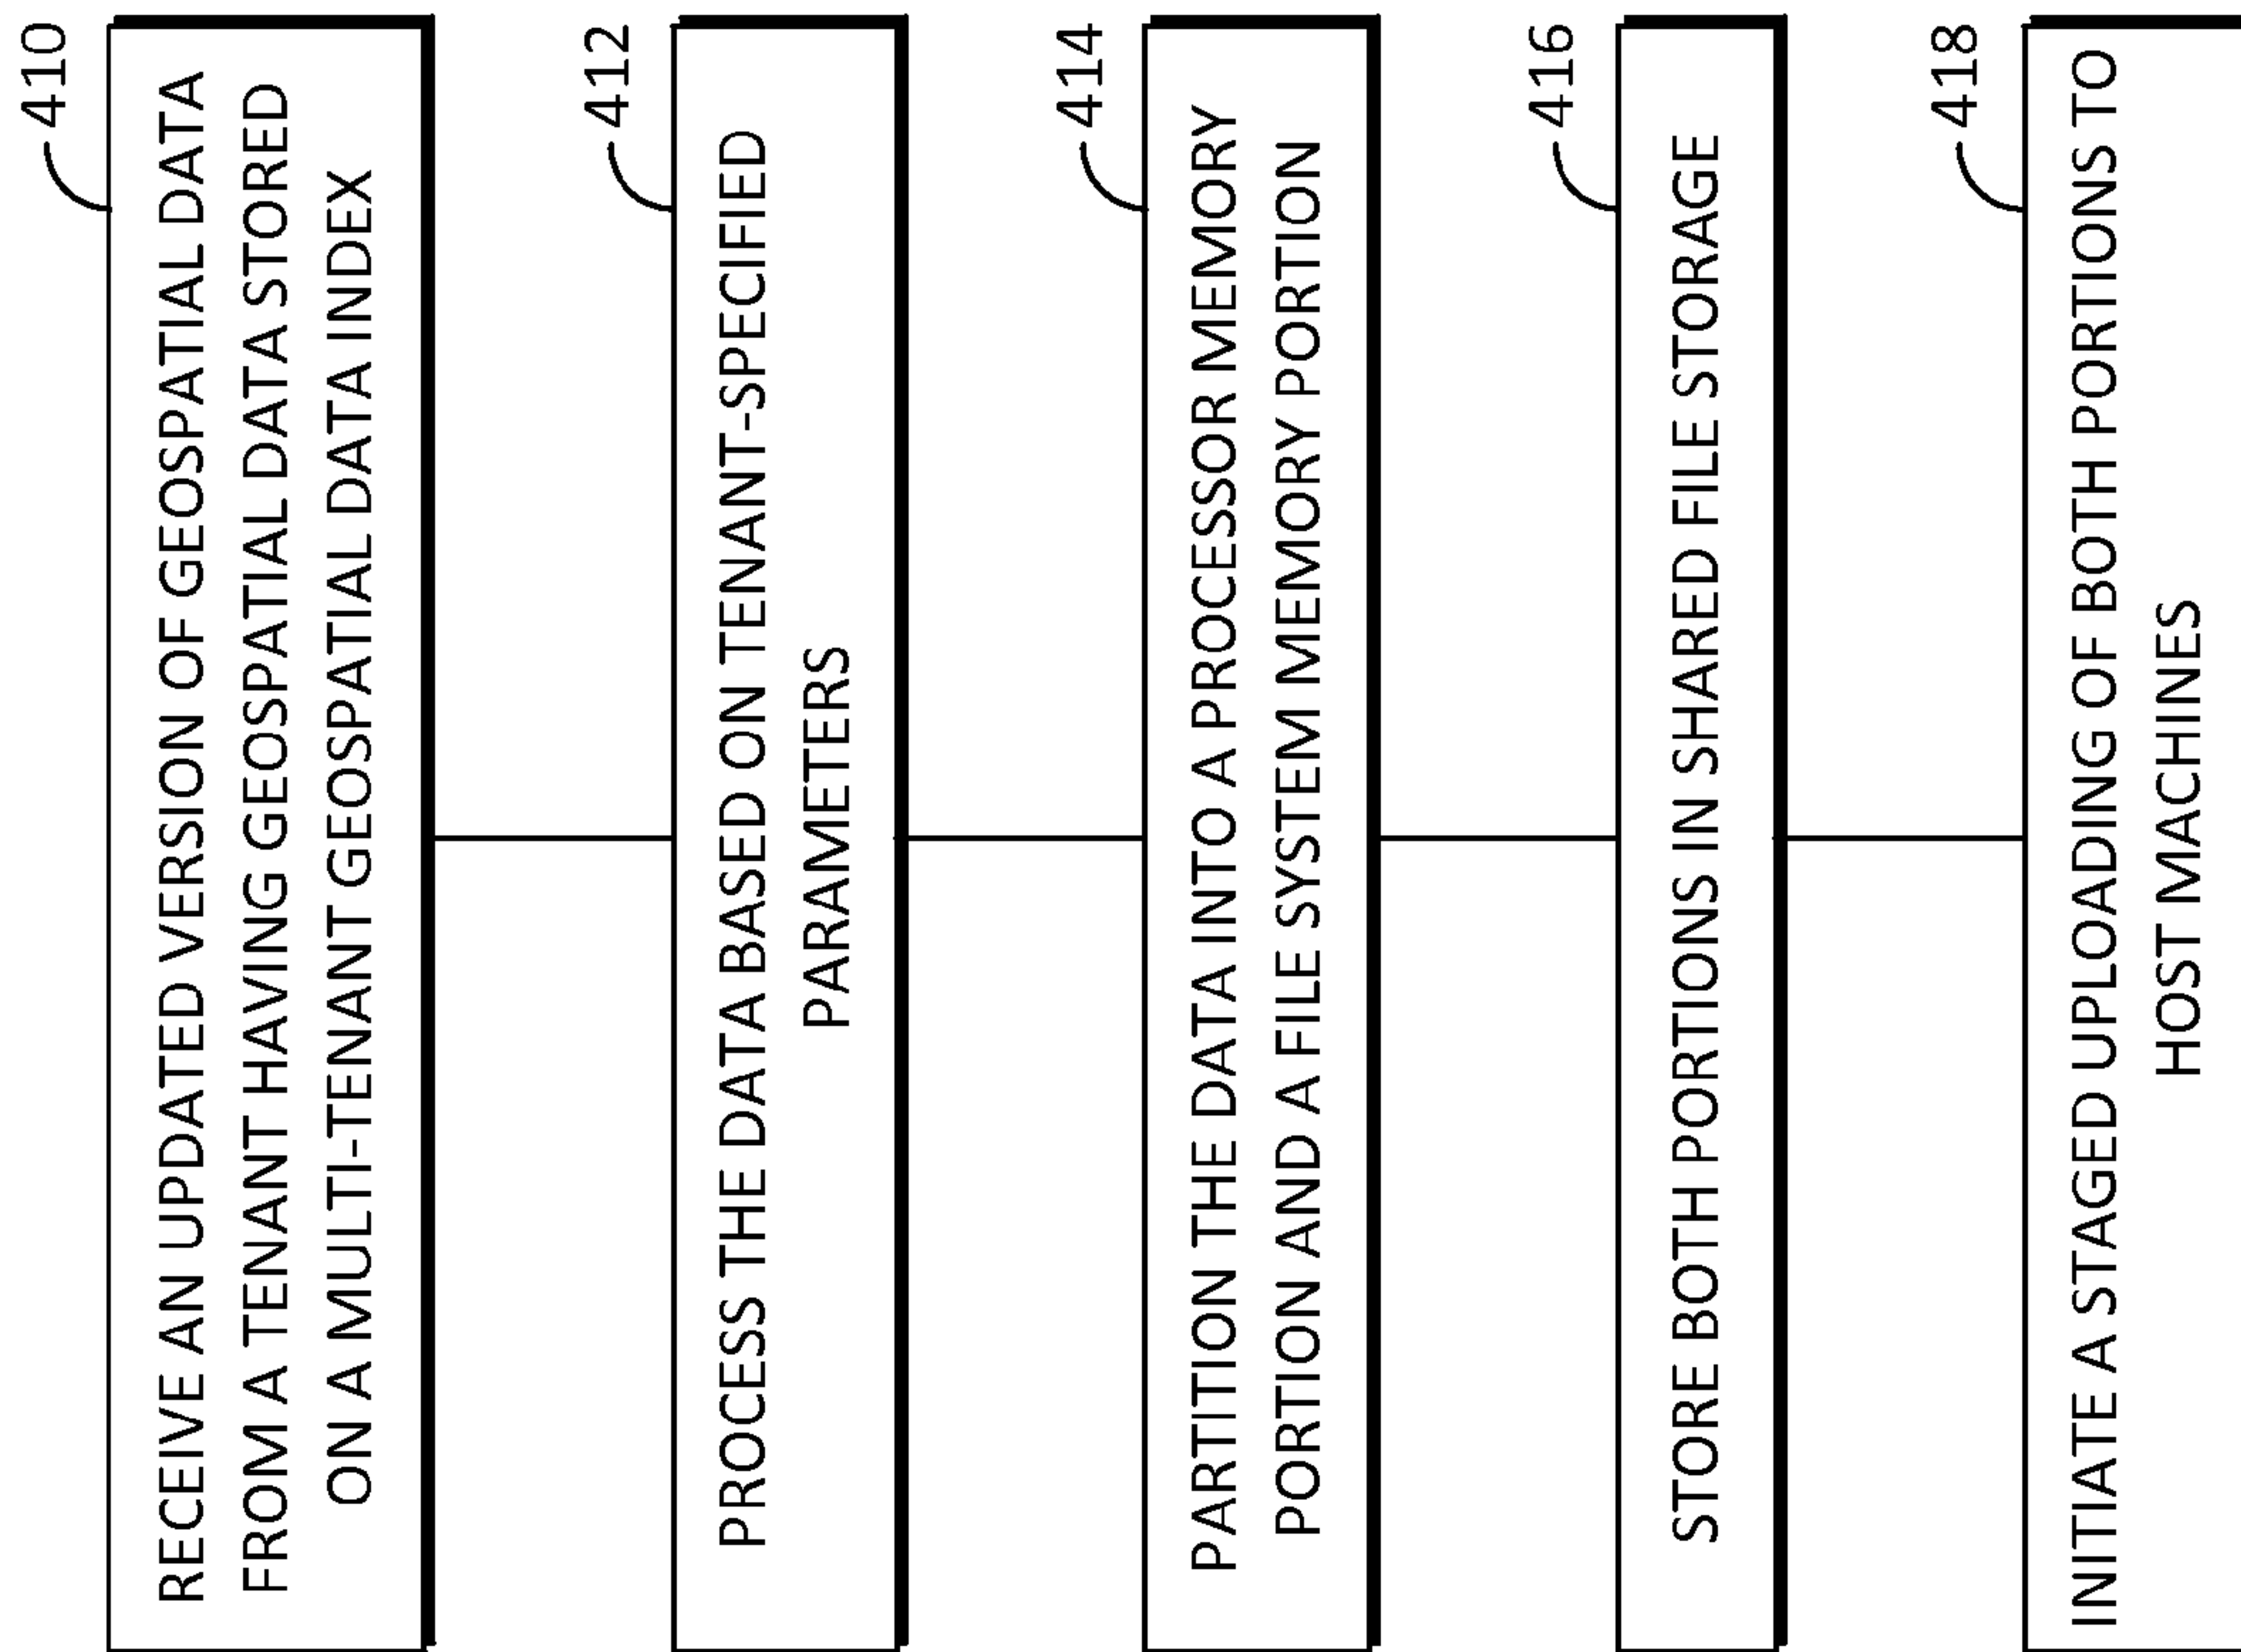 410
RECEIVE AN UPDATED VERSION OF GEOSPATIAL DATA
FROM A TENANT HAVING GEOSPATIAL DATA STORED
ON A MULTI-TENANT GEOSPATIAL DATA INDEX
412
PROCESS THE DATA BASED ON TENANT-SPECIFIED
PARAMETERS
414
PARTITION THE DATA INTO A PROCESSOR MEMORY
PORTION AND A FILE SYSTEM MEMORY PORTION
416
STORE BOTH PORTIONS IN SHARED FILE STORAGE
418
INITIATE A STAGED UPLOADING OF BOTH PORTIONS TO
HOST MACHINES